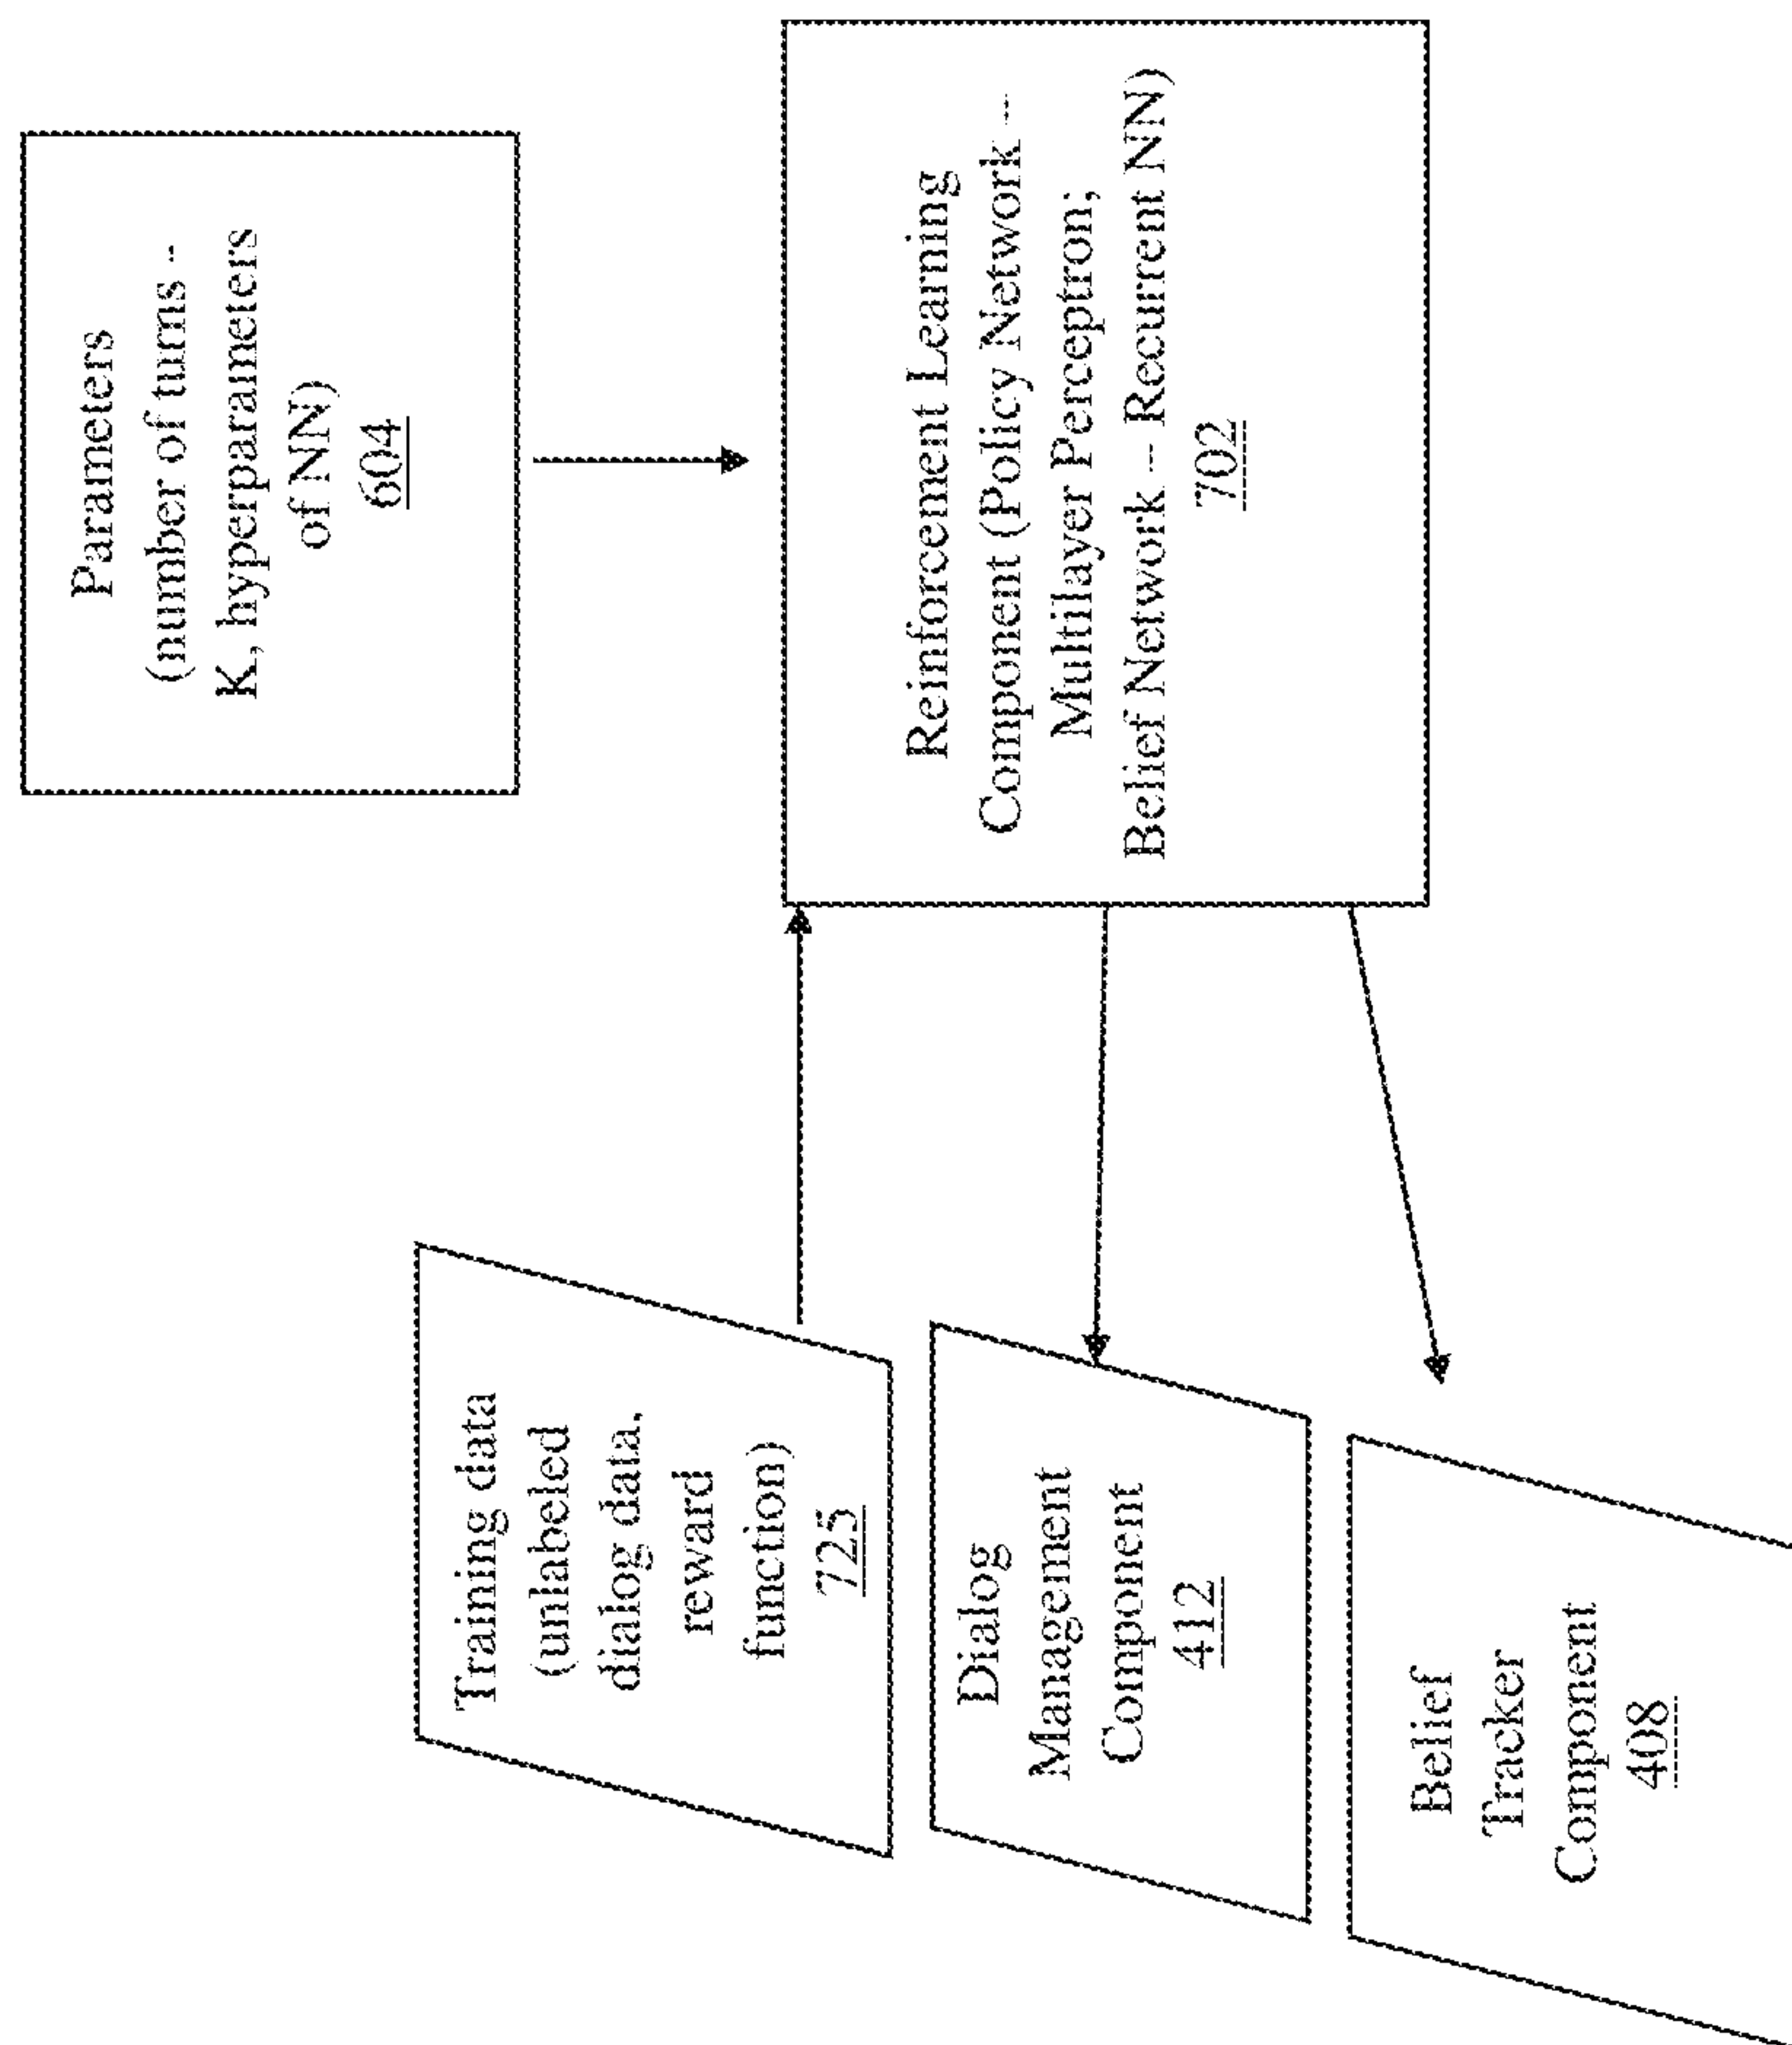 Parameters
(number of turns --
K, hyperparameters
of NN)
604
Reinforcement Learning
Component (Policy Network --
Multilayer Perceptron;
Belief Network -- Recurrent NN)
702
Training data
(unlabeled
dialog data,
reward
function)
725
Dialog
Management
Component
412
Belief
Tracker
Component
408